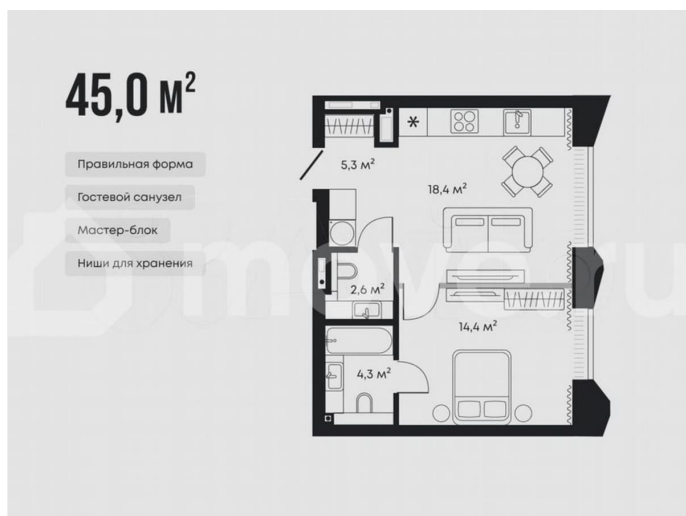 45,0 м²
Правильная форма
Гостевой санузел
Мастер-блок
Ниши для хранения
5,3 м²
18,4 м²
2,6 м²
14,4 м²
4,3 м²
move.ru